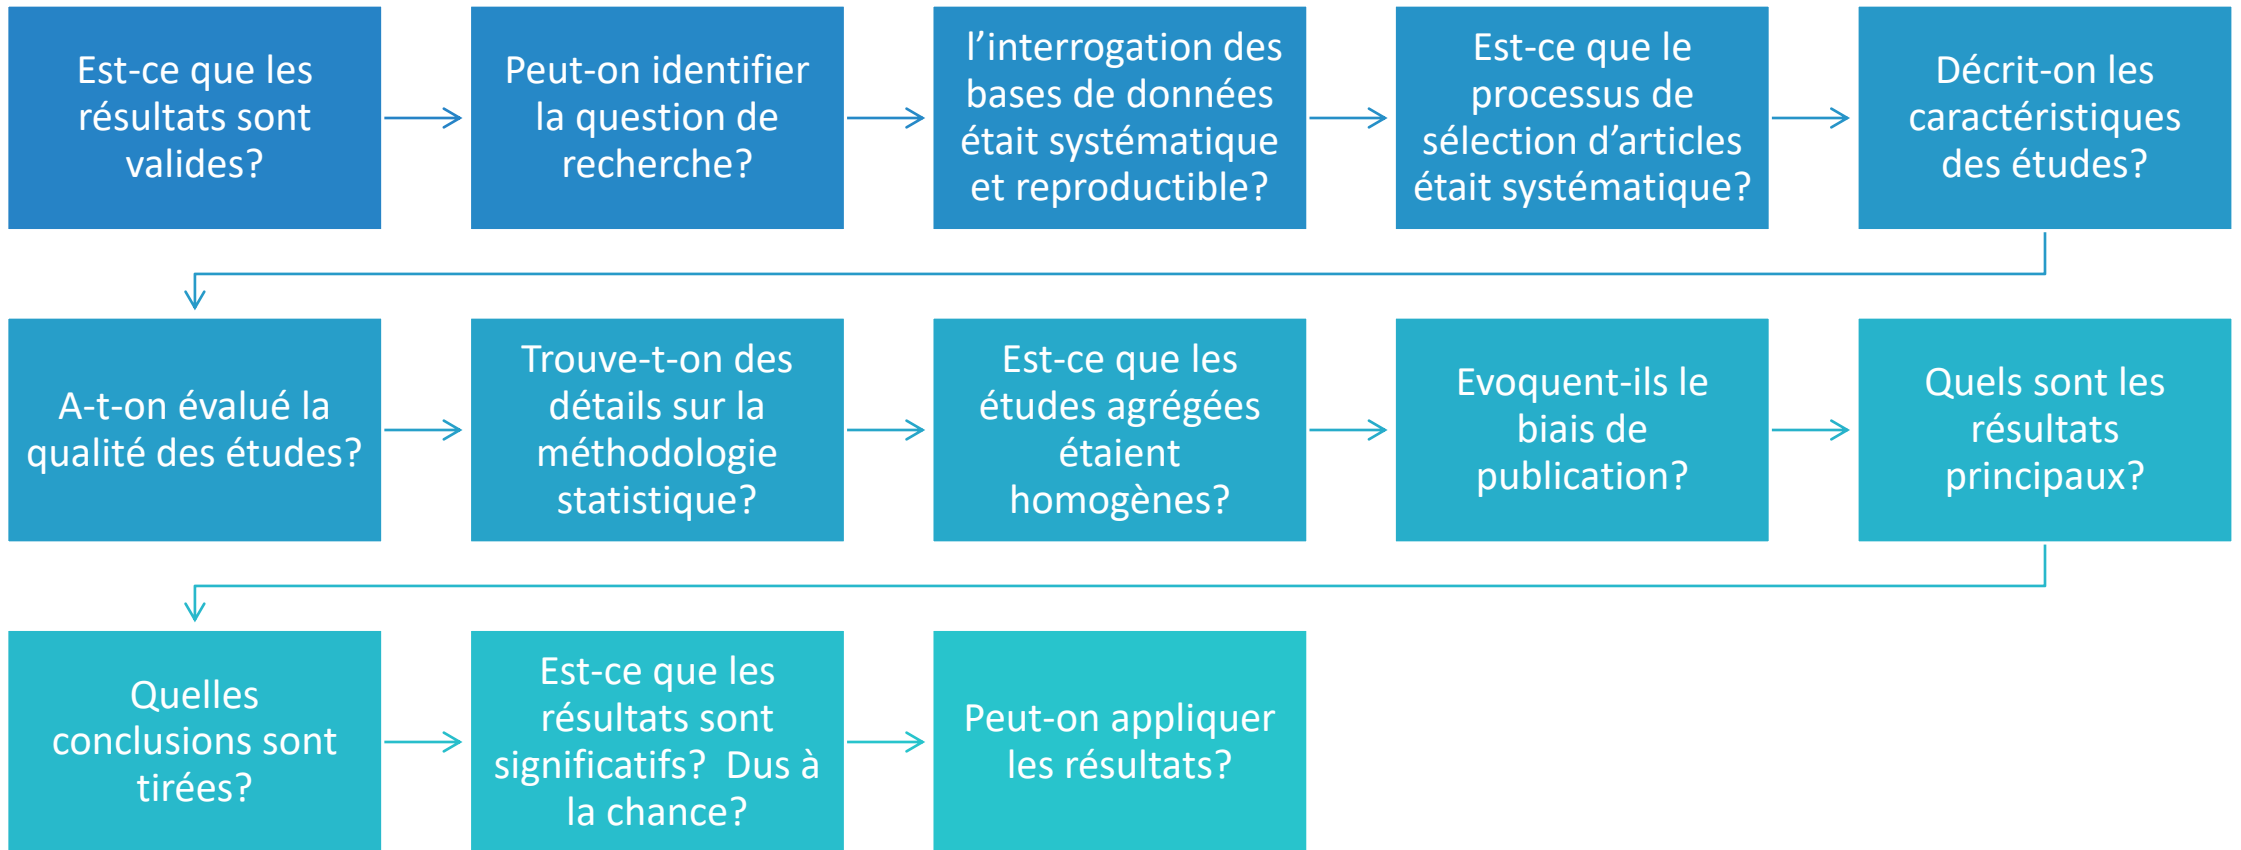 Est-ce que les
résultats sont
valides?
Peut-on identifier
la question de
recherche?
l’interrogation des
bases de données
était systématique
et reproductible?
Est-ce que le
processus de
sélection d’articles
était systématique?
Décrit-on les
caractéristiques
des études?
A-t-on évalué la
qualité des études?
Trouve-t-on des
détails sur la
méthodologie
statistique?
Est-ce que les
études agrégées
étaient
homogènes?
Evoquent-ils le
biais de
publication?
Quels sont les
résultats
principaux?
Quelles
conclusions sont
tirées?
Est-ce que les
résultats sont
significatifs?  Dus à
la chance?
Peut-on appliquer
les résultats?